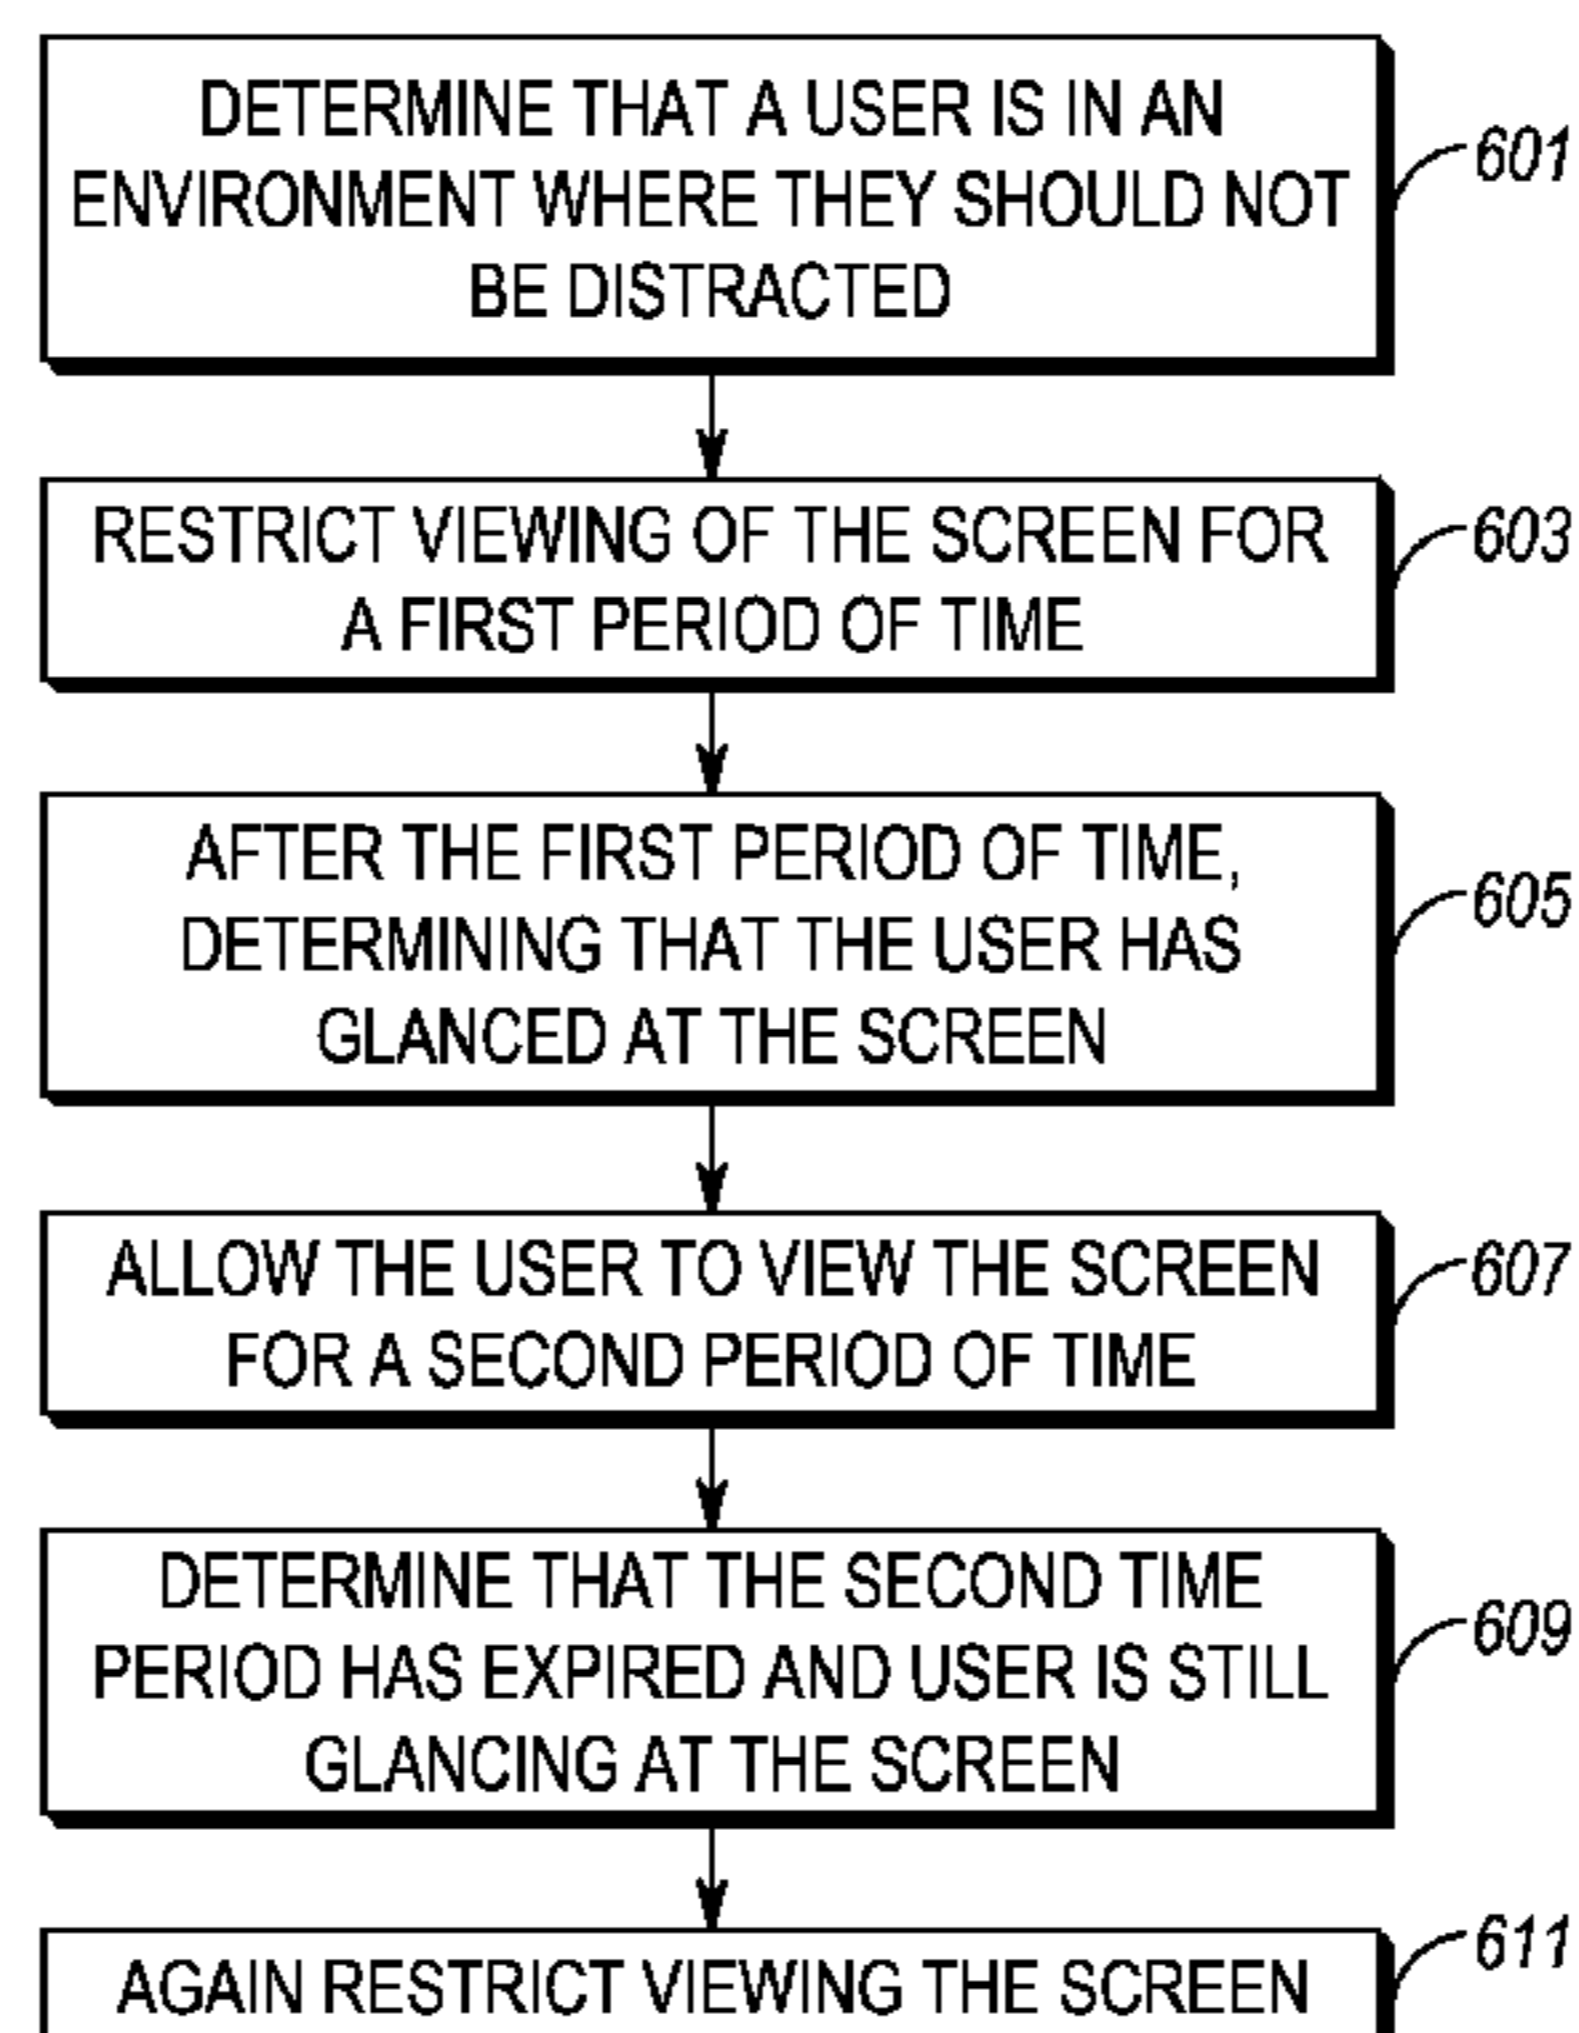 DETERMINE THAT A USER IS IN AN
ENVIRONMENT WHERE THEY SHOULD NOT
BE DISTRACTED
601
RESTRICT VIEWING OF THE SCREEN FOR
A FIRST PERIOD OF TIME
603
AFTER THE FIRST PERIOD OF TIME,
DETERMINING THAT THE USER HAS
GLANCED AT THE SCREEN
605
ALLOW THE USER TO VIEW THE SCREEN
FOR A SECOND PERIOD OF TIME
607
DETERMINE THAT THE SECOND TIME
PERIOD HAS EXPIRED AND USER IS STILL
GLANCING AT THE SCREEN
609
AGAIN RESTRICT VIEWING THE SCREEN
611